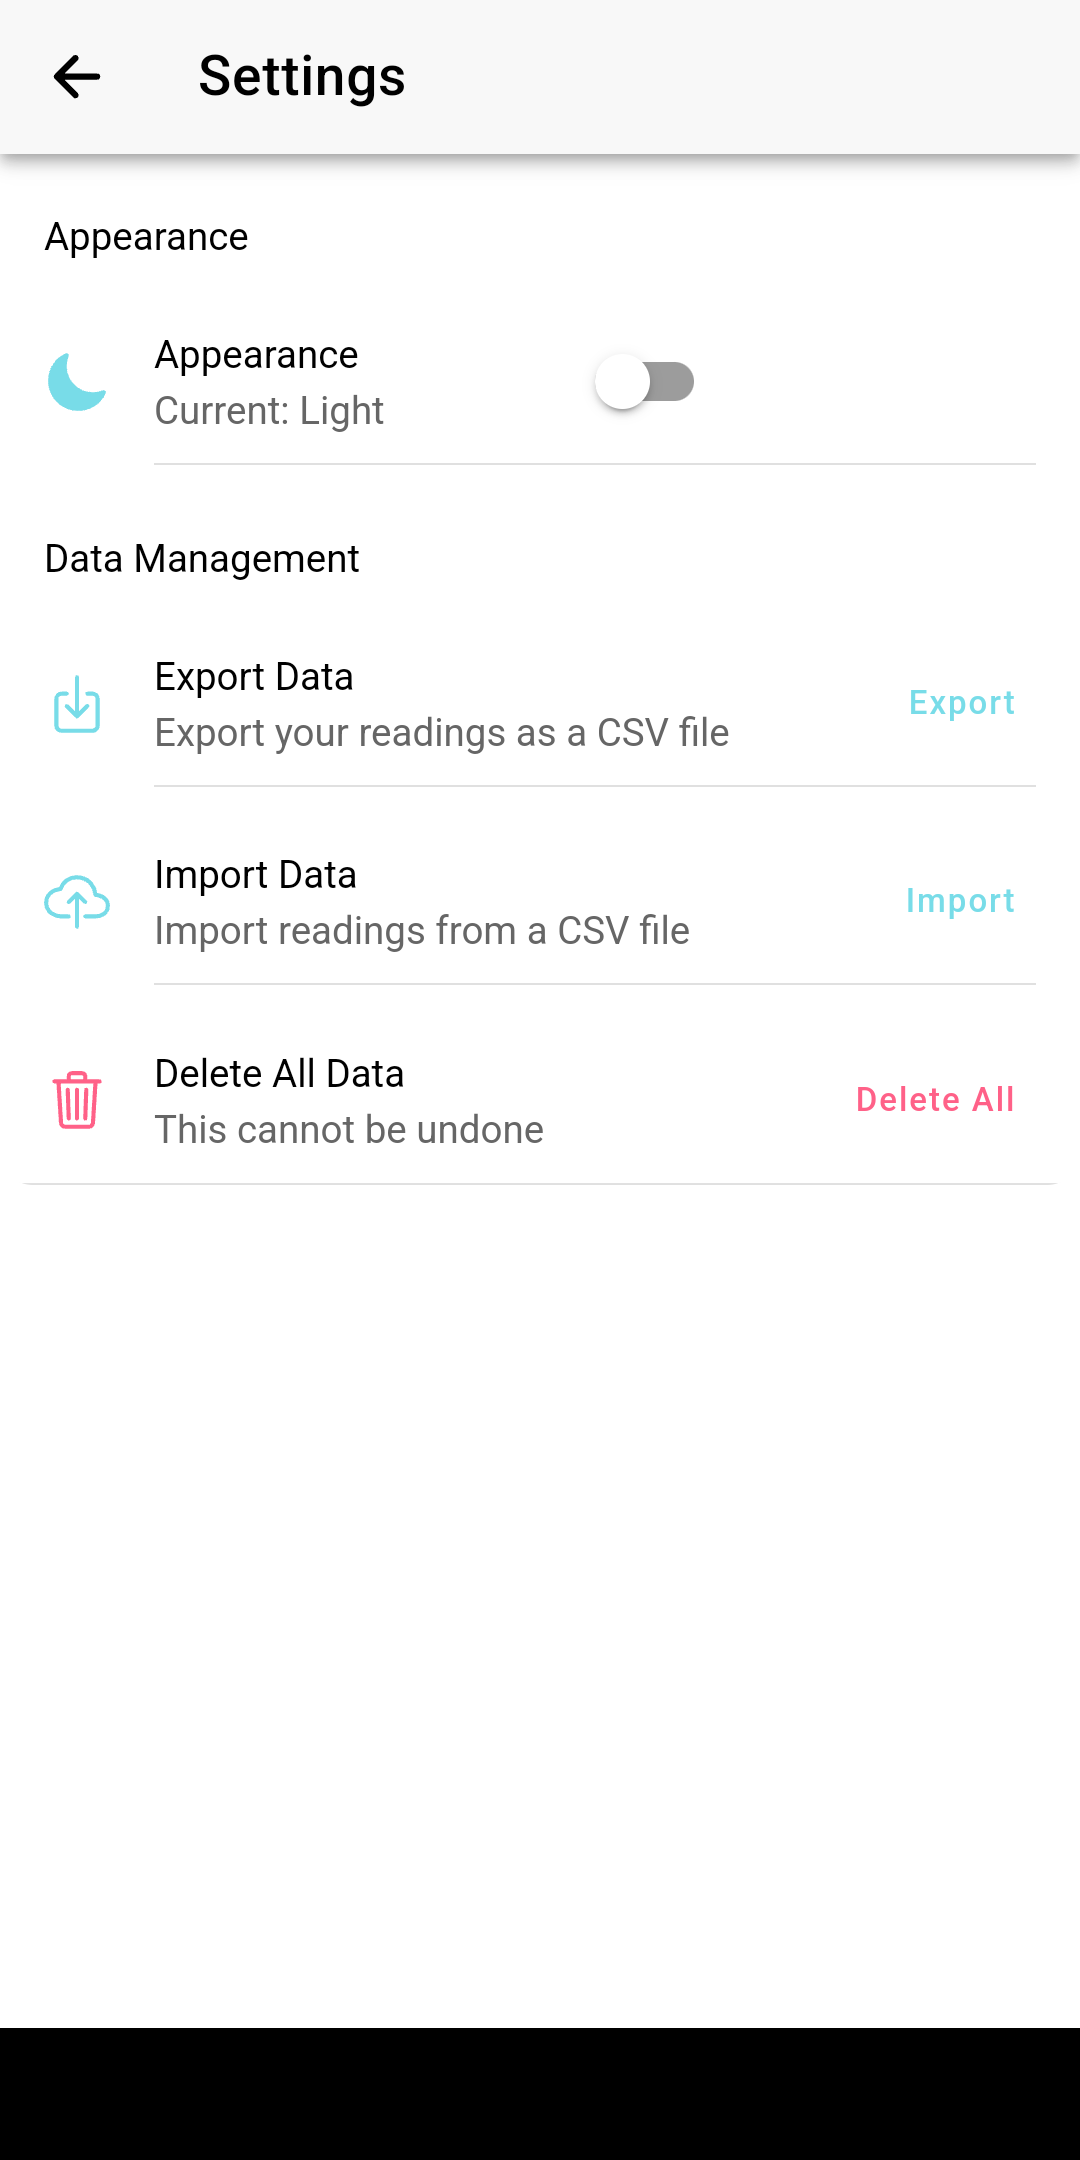 Settings
Appearance
Appearance
Current: Light
Data Management
Export Data
Export your readings as a CSV file
Export
Import Data
Import readings from a CSV file
Import
Delete All Data
This cannot be undone
Delete All